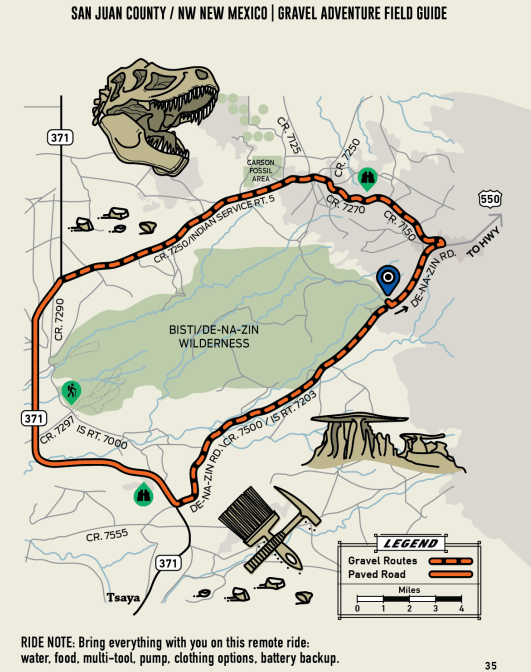 SAN JUAN COUNTY / NW NEW MEXICO | GRAVEL ADVENTURE FIELD GUIDE
371
CR. 7125
CR. 7250
CARSON
FOSSIL
AREA
CR. 7270
CR. 7150
550
TO HWY
CR. 7250/INDIAN SERVICE RT. 5
DE-NA-ZIN RD.
CR. 7290
BISTI/DE-NA-ZIN
WILDERNESS
371
CR. 7297
IS RT. 7000
DE-NA-ZIN RD. CR. 7500 / IS RT. 7203
CR. 7555
371
Tsaya
LEGEND
Gravel Routes
Paved Road
Miles
0 1 2 3 4
RIDE NOTE: Bring everything with you on this remote ride:
water, food, multi-tool, pump, clothing options, battery backup.
35